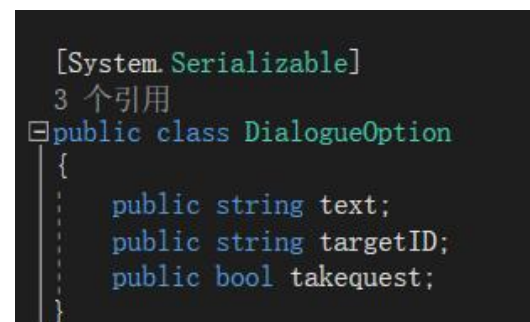 [System.Serializable]
3 个引用
public class DialogueOption
{
public string text;
public string targetID;
public bool takequest;
}